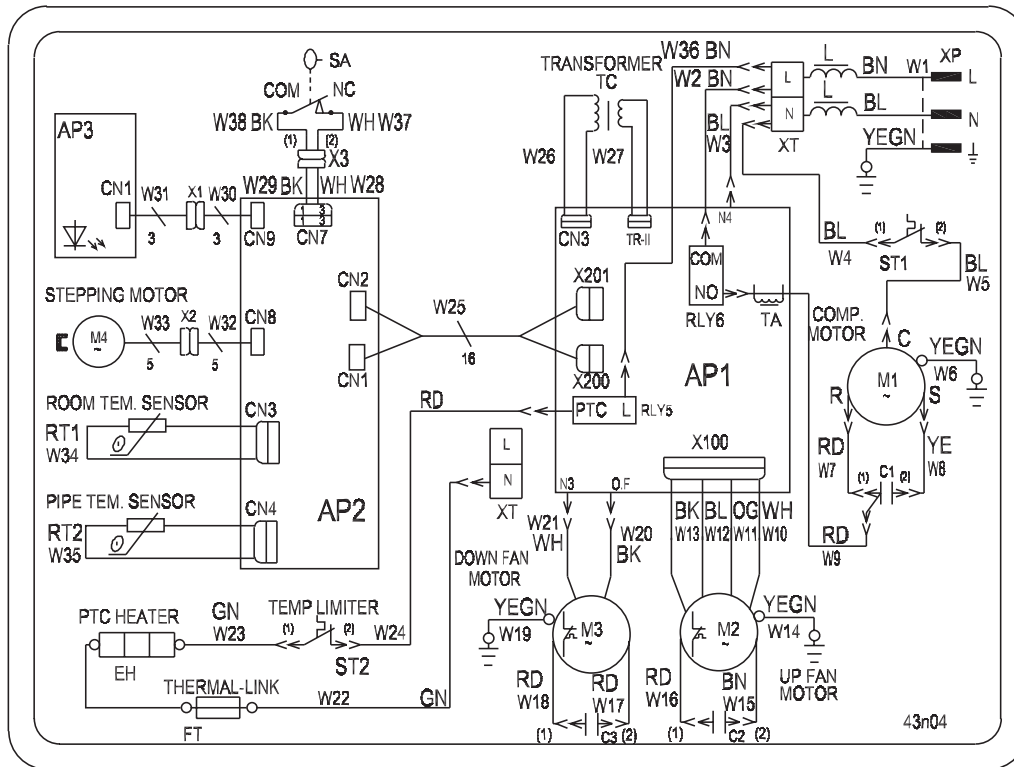 SA
COM NC
W38 BK
WH W37
(1) (2)
X3
W29 BK
WH W28
AP3
CN1
W31
X1
W30
3
3
CN9
CN7
1 3
1 3
STEPPING MOTOR
M4
~
W33
X2
W32
5
5
CN8
CN2
CN1
W25
16
ROOM TEM. SENSOR
RT1
W34
CN3
PIPE TEM. SENSOR
RT2
W35
CN4
AP2
RD
TRANSFORMER
TC
W26
W27
CN3
TR-II
W36 BN
W2 BN
BL
W3
N4
L
N
XT
L
BN
W1
XP
L
L
BL
N
YEGN
X201
X200
COM
NO
RLY6
TA
AP1
PTC L
RLY5
X100
N3
O.F
L
N
XT
BL
W4
(1) (2)
ST1
BL
W5
COMP.
MOTOR
C
YEGN
W6
M1
~
R
S
RD
W7
YE
W8
(1) C1 (2)
RD
W9
W21
WH
W20
BK
BK BL OG WH
W13 W12 W11 W10
DOWN FAN
MOTOR
YEGN
W19
M3
~
RD
W18
RD
W17
(1) C3 (2)
M2
~
YEGN
W14
UP FAN
MOTOR
RD
W16
BN
W15
(1) C2 (2)
PTC HEATER
EH
GN
W23
TEMP LIMITER
(1) (2)
ST2
W24
THERMAL-LINK
FT
W22
GN
43n04